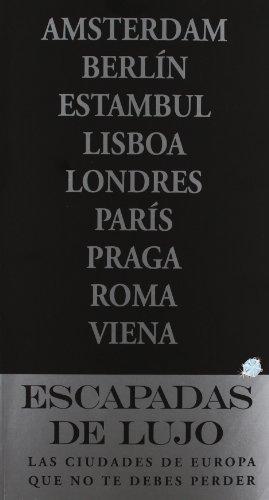 AMSTERDAM
BERLÍN
ESTAMBUL
LISBOA
LONDRES
PARÍS
PRAGA
ROMA
VIENA
ESCAPADAS
DE LUJO
LAS CIUDADES DE EUROPA
QUE NO TE DEBES PERDER